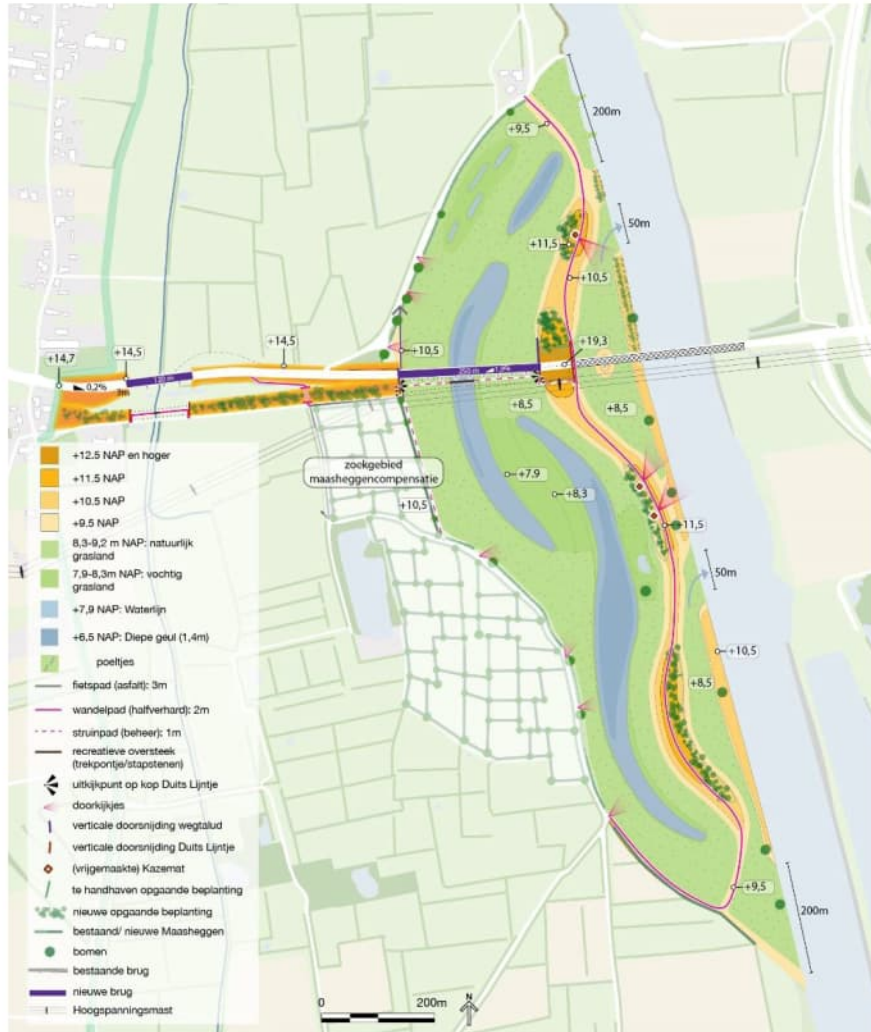 200m
+9,5
50m
+11,5
+10,5
+19,3
+14,5
+10,5
+14,5
+14,7
0,2%
3m
120 m
250 m
1,9%
+8,5
+8,5
zoekgebied
maasheggencompensatie
+10,5
+7,9
+8,3
+11,5
50m
+10,5
+8,5
+9,5
200m
+12.5 NAP en hoger
+11.5 NAP
+10.5 NAP
+9.5 NAP
8,3-9,2 m NAP: natuurlijk
grasland
7,9-8,3m NAP: vochtig
grasland
+7,9 NAP: Waterlijn
+6,5 NAP: Diepe geul (1,4m)
poeltjes
fietspad (asfalt): 3m
wandelpad (halfverhard): 2m
struinpad (beheer): 1m
recreatieve oversteek
(trekpontje/stapstenen)
uitkijkpunt op kop Duits Lijntje
doorkijkjes
verticale doorsnijding wegtalud
verticale doorsnijding Duits Lijntje
(vrijgemaakte) Kazemat
te handhaven opgaande beplanting
nieuwe opgaande beplanting
bestaand/ nieuwe Maasheggen
bomen
bestaande brug
nieuwe brug
Hoogspanningsmast
0
200m
N